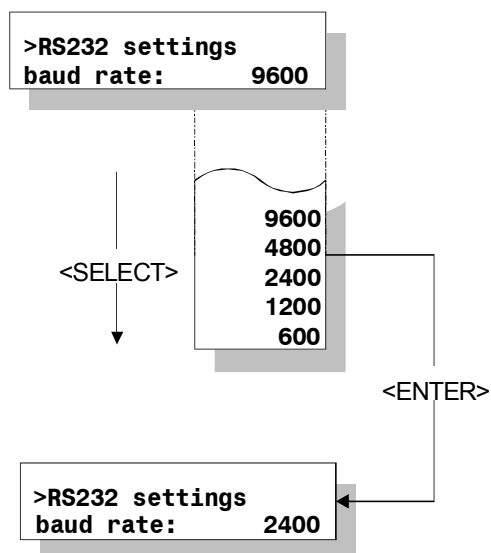 >RS232 settings
baud rate: 9600
9600
4800
<SELECT>
2400
1200
600
<ENTER>
>RS232 settings
baud rate: 2400